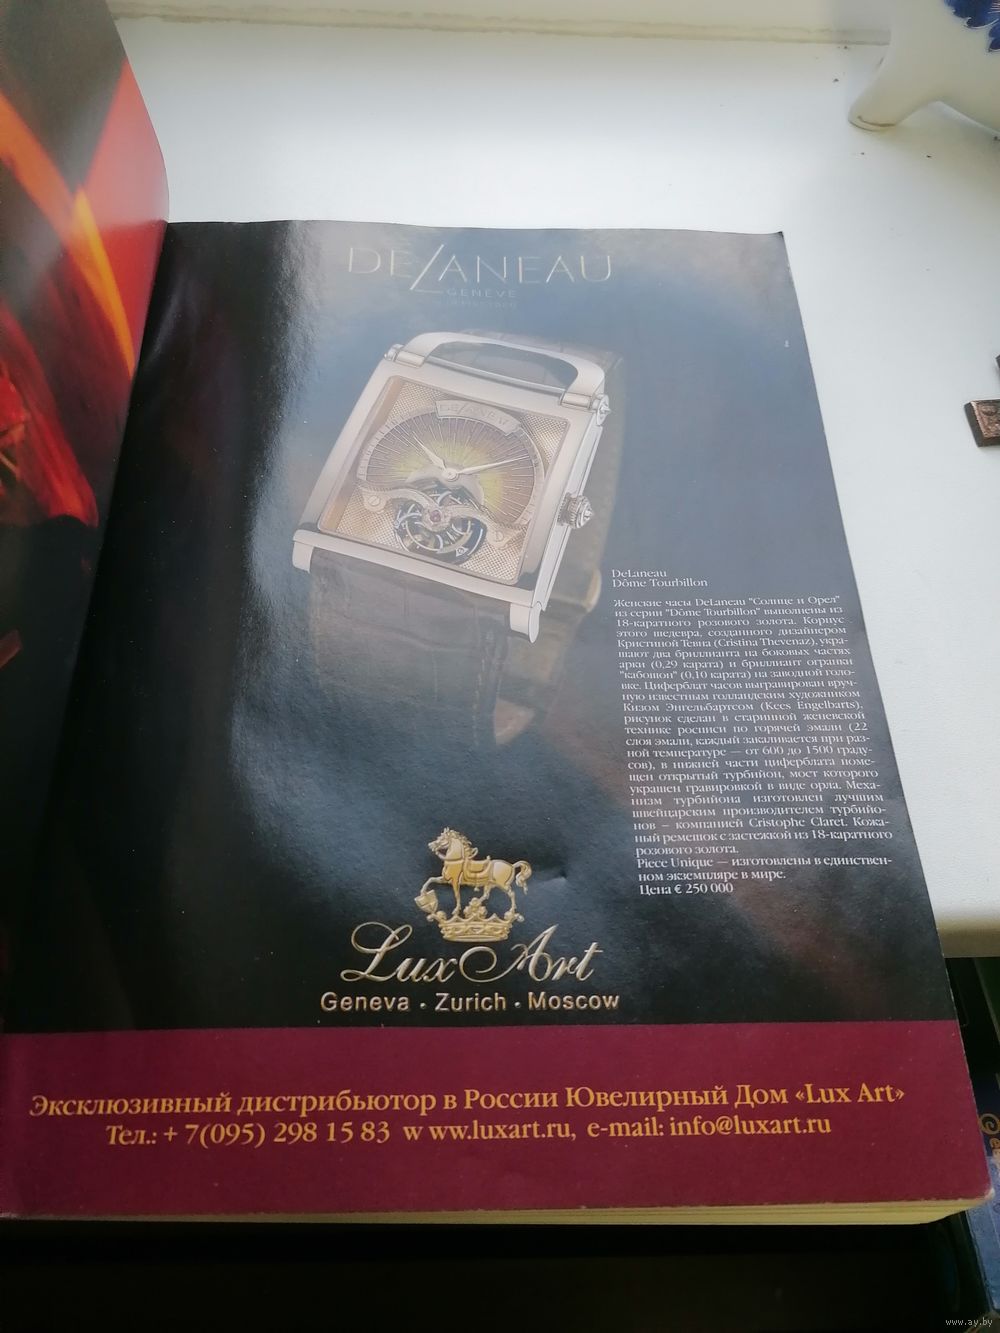 DELANEAU
GENÈVE
DELANEAU
DeLaneau
Dôme Tourbillon
Женские часы DeLaneau "Солнце и Орел"
из серии "Dôme Tourbillon" выполнены из
18-каратного розового золота. Корпус
этого шедевра, созданного дизайнером
Кристиной Тевна (Cristina Thevenaz), укра-
шают два бриллианта на боковых частях
арки (0,29 карата) и бриллиант огранки
"кабошон" (0,10 карата) на заводной голо-
вке. Циферблат часов выгравирован вруч-
ную известным голландским художником
Кизом Энгельбартсом (Kees Engelbarts),
рисунок сделан в старинной женевской
технике росписи по горячей эмали (22
слоя эмали, каждый закаливается при раз-
ной температуре — от 600 до 1500 граду-
сов), в нижней части циферблата поме-
щен открытый турбийон, мост которого
украшен гравировкой в виде орла. Меха-
низм турбийона изготовлен лучшим
швейцарским производителем турбийо-
нов – компанией Cristophe Claret. Кожа-
ный ремешок с застежкой из 18-каратного
розового золота.
Piece Unique — изготовлены в единствен-
ном экземпляре в мире.
Цена € 250 000
Lux Art
Geneva · Zurich · Moscow
Эксклюзивный дистрибьютор в России Ювелирный Дом «Lux Art»
Тел.: + 7(095) 298 15 83 w ww.luxart.ru, e-mail: info@luxart.ru
www.ay.by